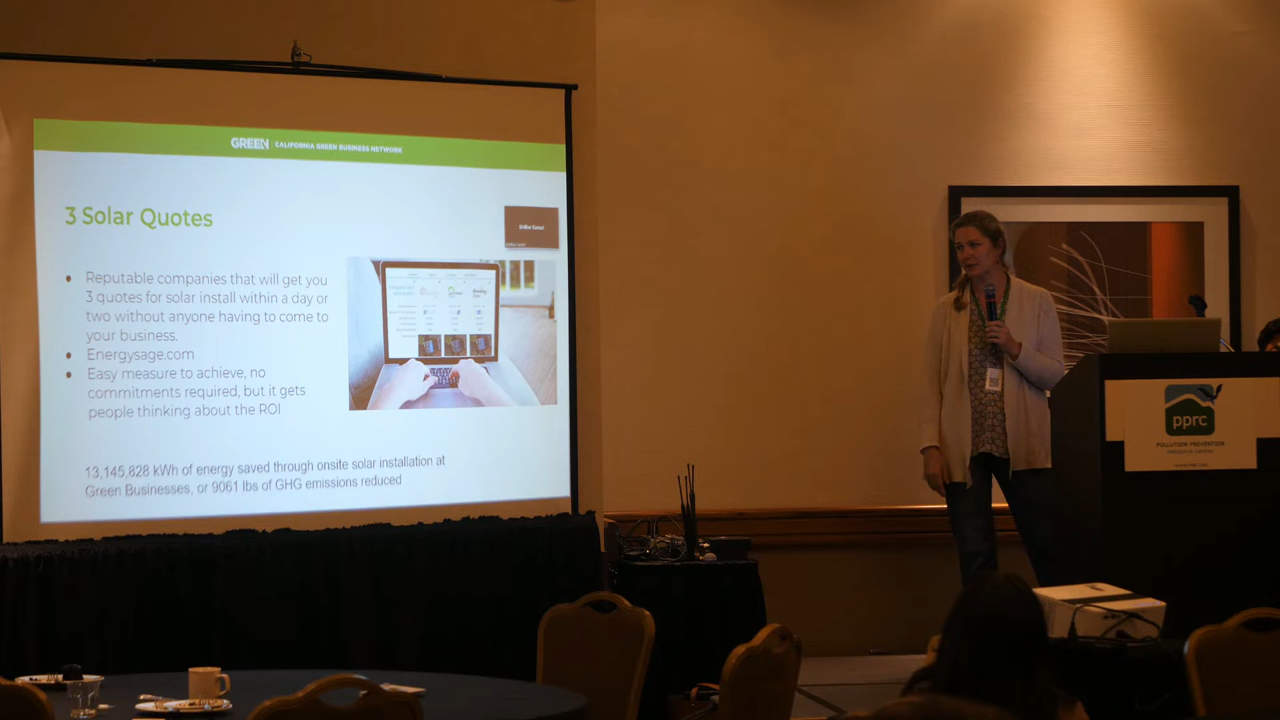 GREEN CALIFORNIA GREEN BUSINESS NETWORK
3 Solar Quotes
Reputable companies that will get you
3 quotes for solar install within a day or
two without anyone having to come to
your business.
Energysage.com
Easy measure to achieve, no
commitments required, but it gets
people thinking about the ROI
13,145,828 kWh of energy saved through onsite solar installation at
Green Businesses, or 9061 lbs of GHG emissions reduced
pprc
POLLUTION PREVENTION
RESOURCE CENTER